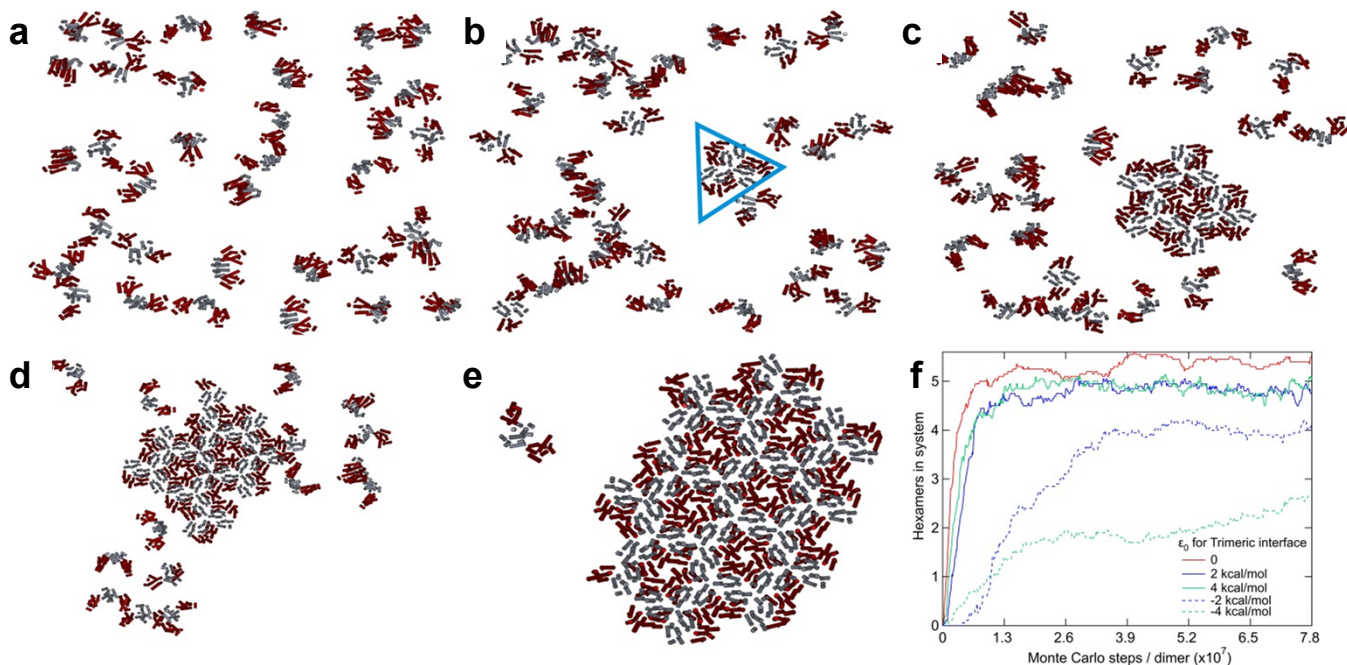 a
b
c
d
e
f
Hexamers in system
5
4
3
2
1
0
ε₀ for Trimeric interface
0
2 kcal/mol
4 kcal/mol
-2 kcal/mol
-4 kcal/mol
0 1.3 2.6 3.9 5.2 6.5 7.8
Monte Carlo steps / dimer (x10⁷)